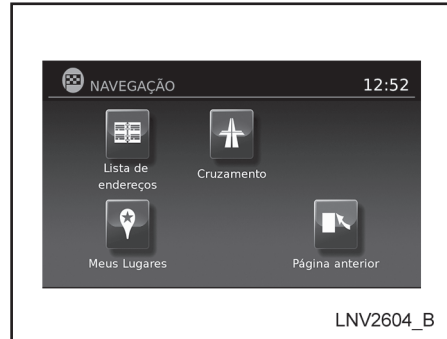 NAVEGAÇÃO 12:52
Lista de
endereços
Cruzamento
Meus Lugares
Página anterior
LNV2604_B